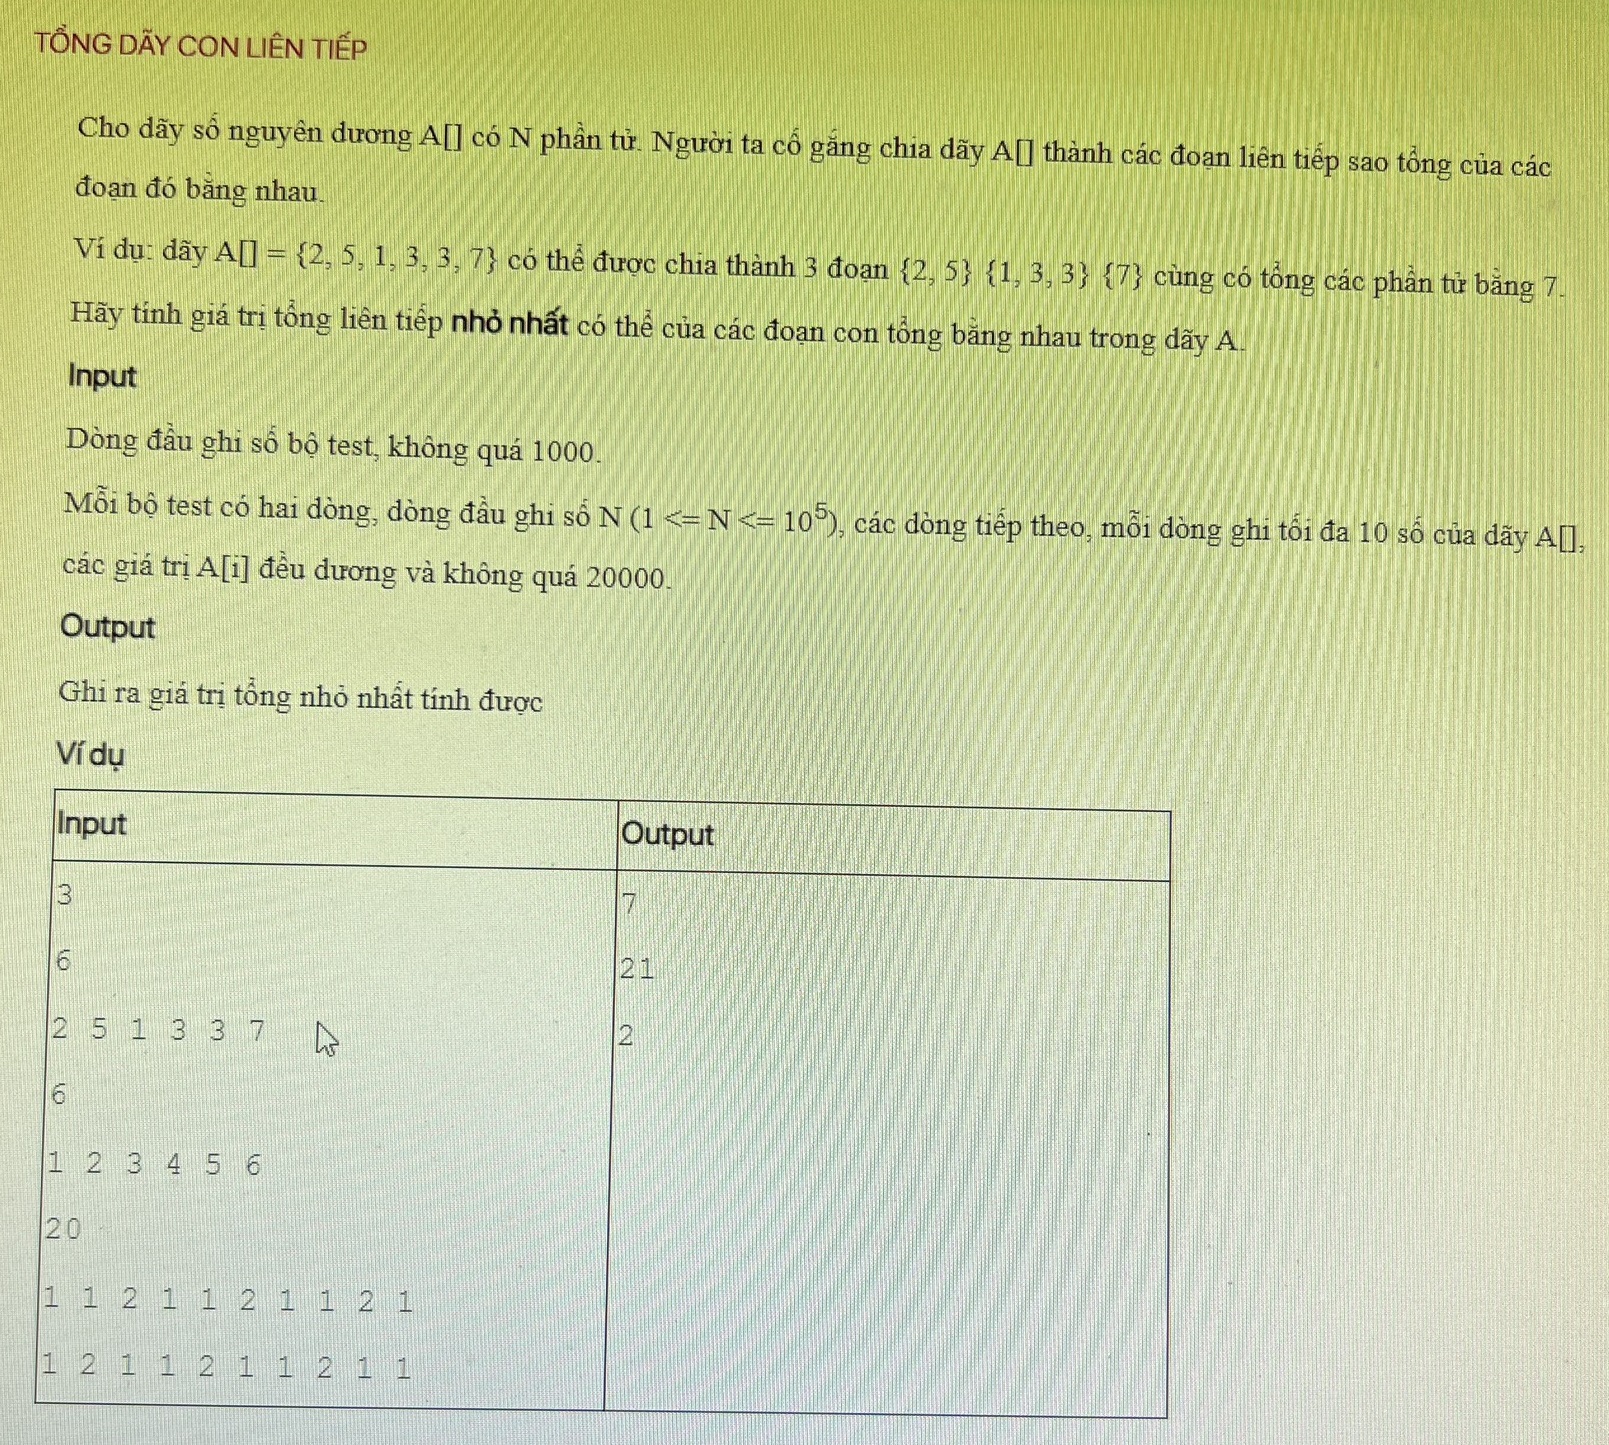 TỔNG DÃY CON LIÊN TIẾP
Cho dãy số nguyên dương A[] có N phần tử. Người ta cố gắng chia dãy A[] thành các đoạn liên tiếp sao tổng của các
đoạn đó bằng nhau.
Ví dụ: dãy A[] = {2, 5, 1, 3, 3, 7} có thể được chia thành 3 đoạn {2, 5} {1, 3, 3} {7} cùng có tổng các phần tử bằng 7.
Hãy tính giá trị tổng liên tiếp nhỏ nhất có thể của các đoạn con tổng bằng nhau trong dãy A.
Input
Dòng đầu ghi số bộ test, không quá 1000.
Mỗi bộ test có hai dòng, dòng đầu ghi số N (1 <= N <= 10^5), các dòng tiếp theo, mỗi dòng ghi tối đa 10 số của dãy A[],
các giá trị A[i] đều dương và không quá 20000.
Output
Ghi ra giá trị tổng nhỏ nhất tính được
Ví dụ
Input Output
3
6
2 5 1 3 3 7
6
1 2 3 4 5 6
20
1 1 2 1 1 2 1 1 2 1
1 2 1 1 2 1 1 2 1 1
7
21
2